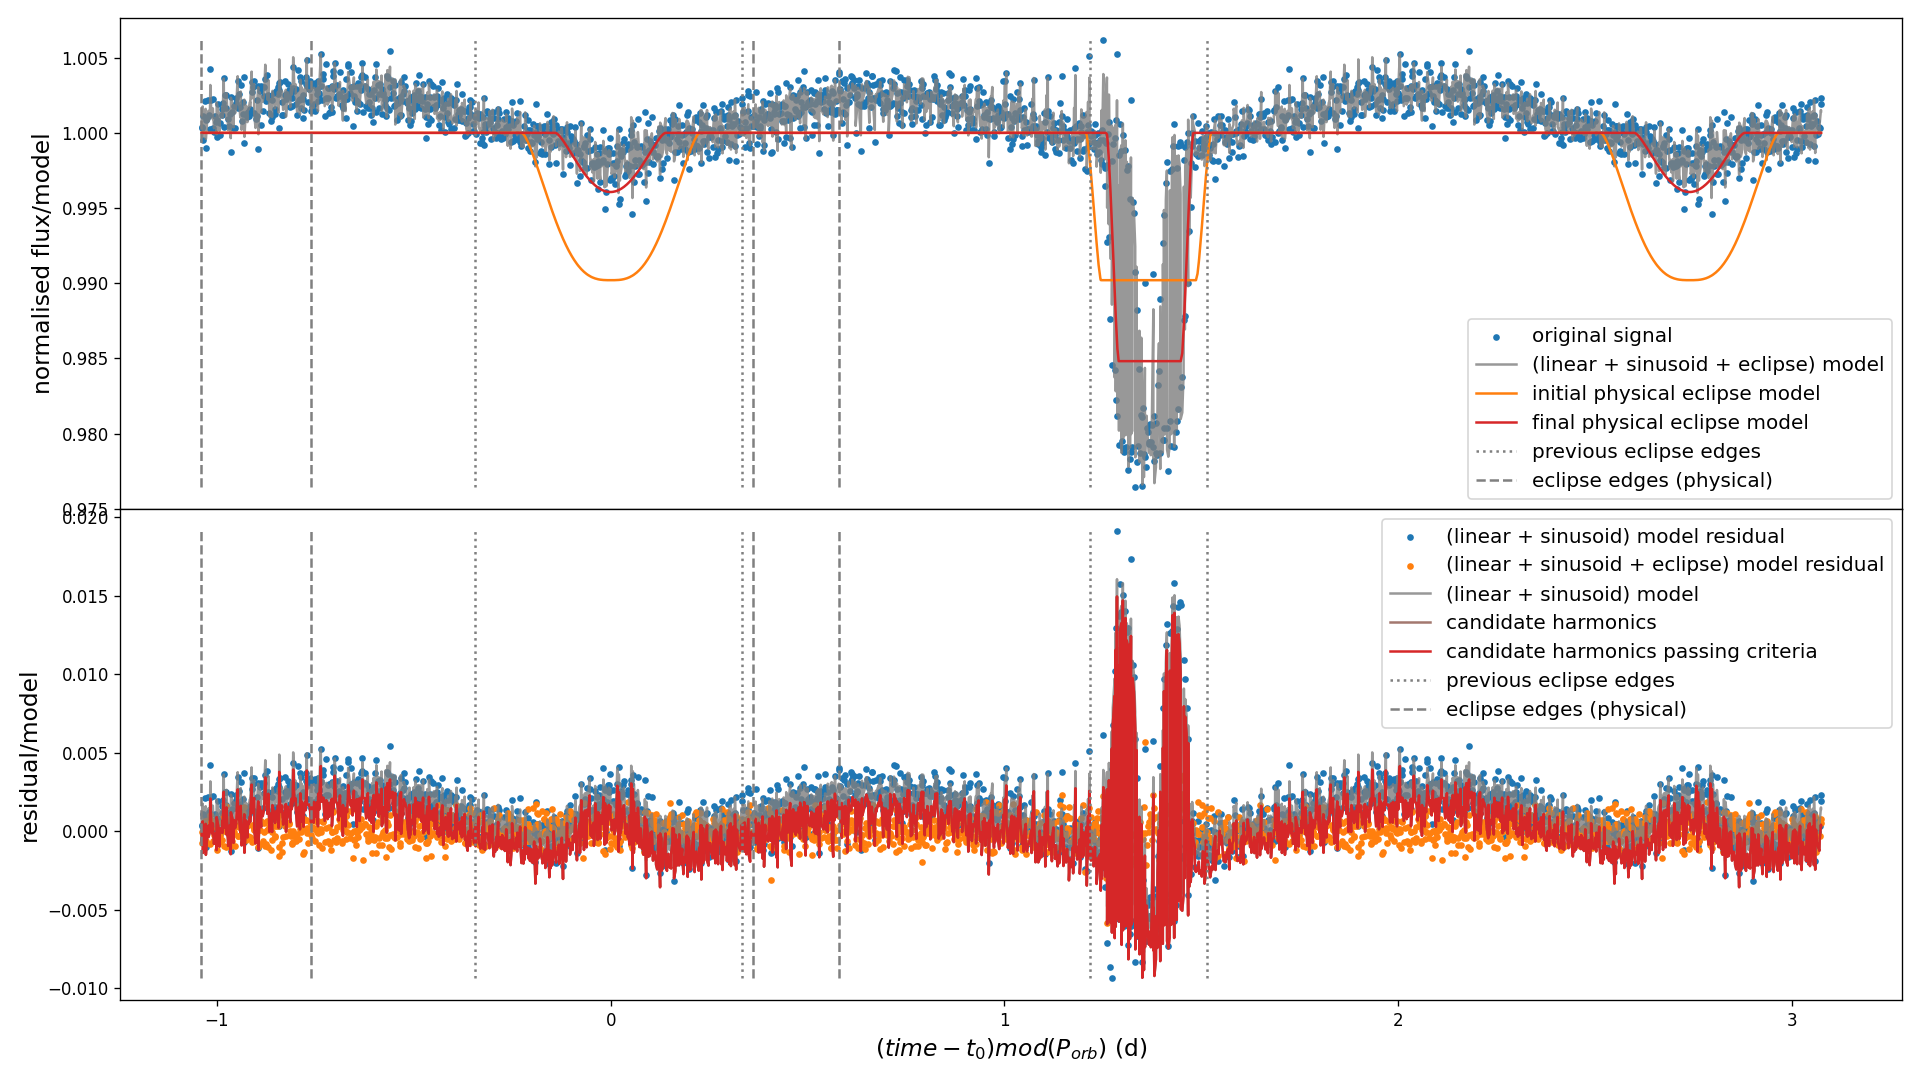 normalised flux/model
1.005
1.000
0.995
0.990
0.985
0.980
0.975
original signal
(linear + sinusoid + eclipse) model
initial physical eclipse model
final physical eclipse model
previous eclipse edges
eclipse edges (physical)
residual/model
0.020
0.015
0.010
0.005
0.000
−0.005
−0.010
(linear + sinusoid) model residual
(linear + sinusoid + eclipse) model residual
(linear + sinusoid) model
candidate harmonics
candidate harmonics passing criteria
previous eclipse edges
eclipse edges (physical)
−1 0 1 2 3
(time − t₀)mod(Pₒᵣᵦ) (d)